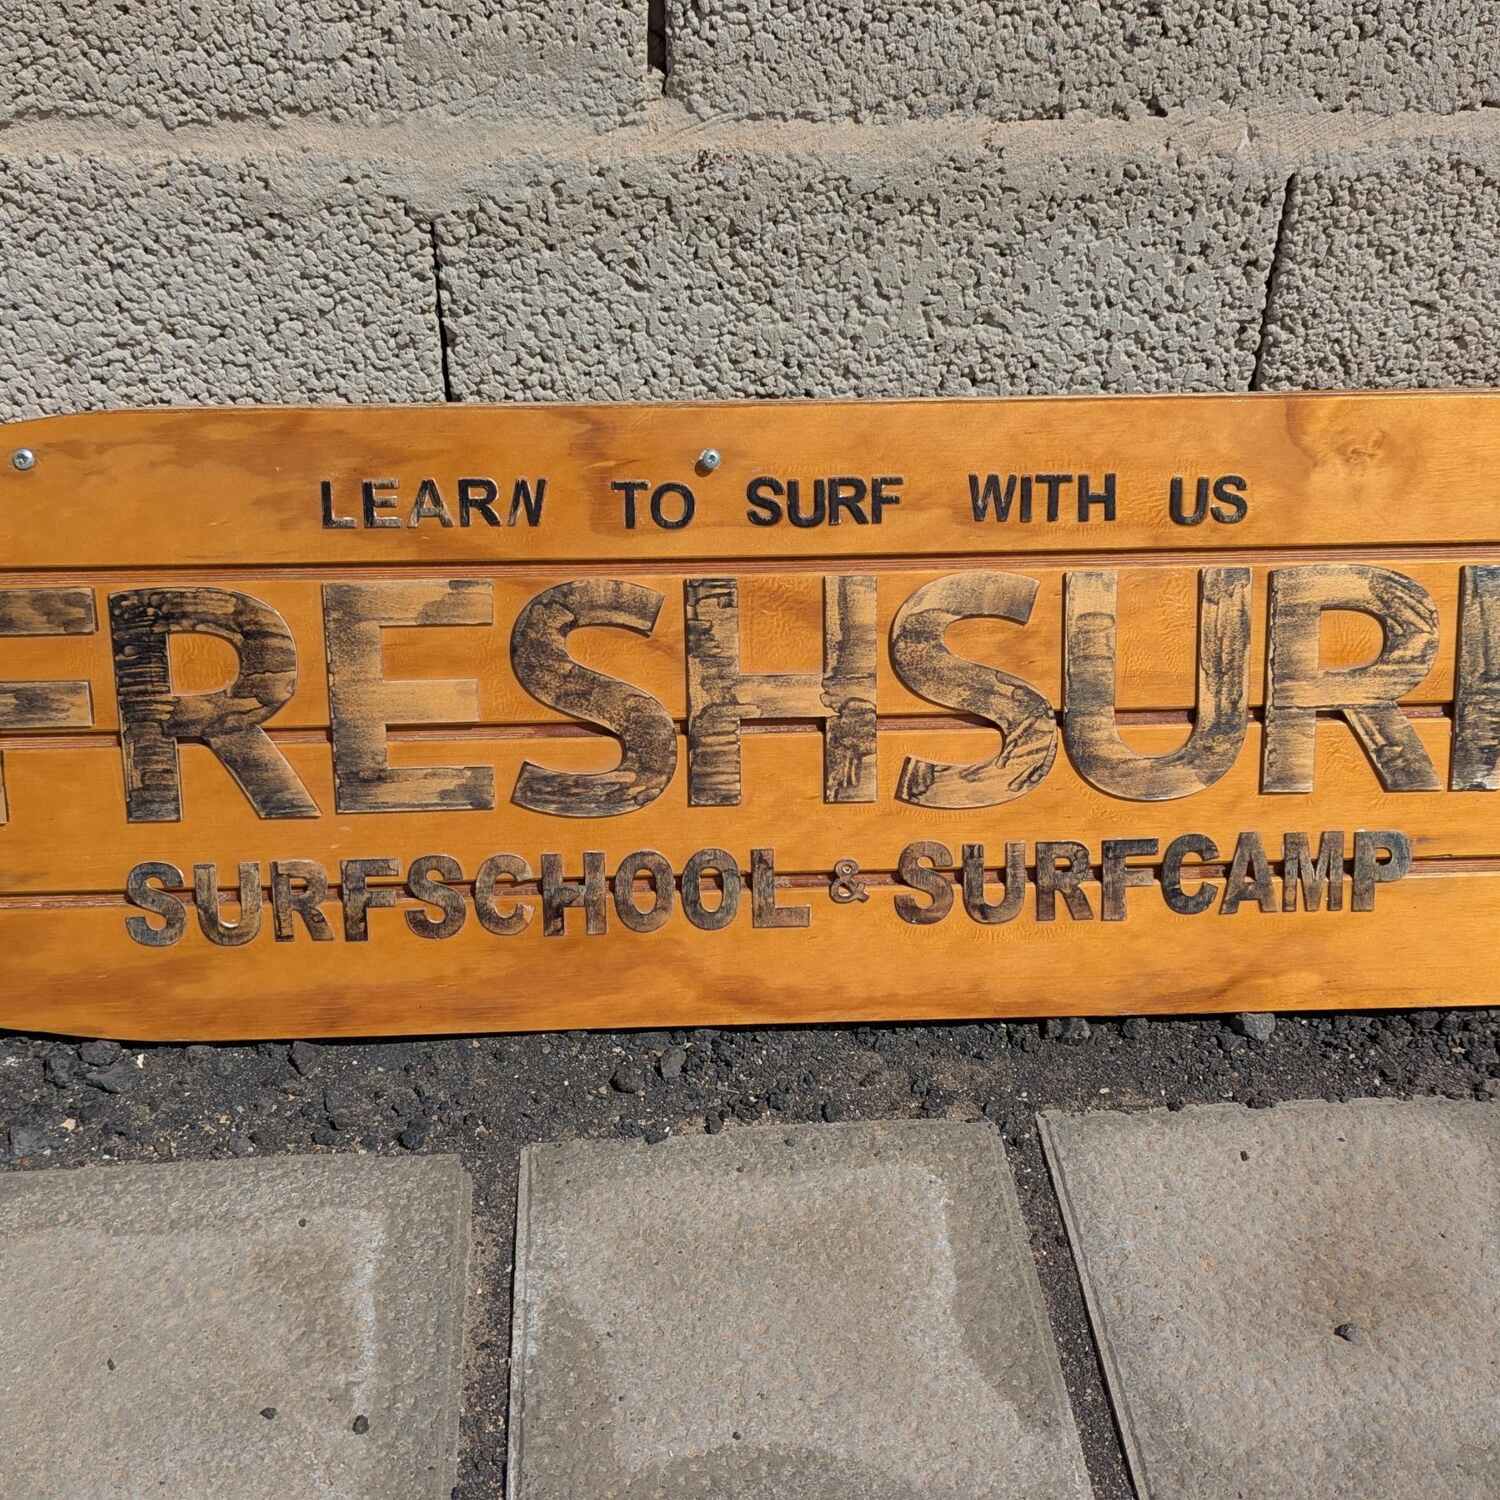 LEARN TO SURF WITH US
FRESHSURF
SURFSCHOOL & SURFCAMP